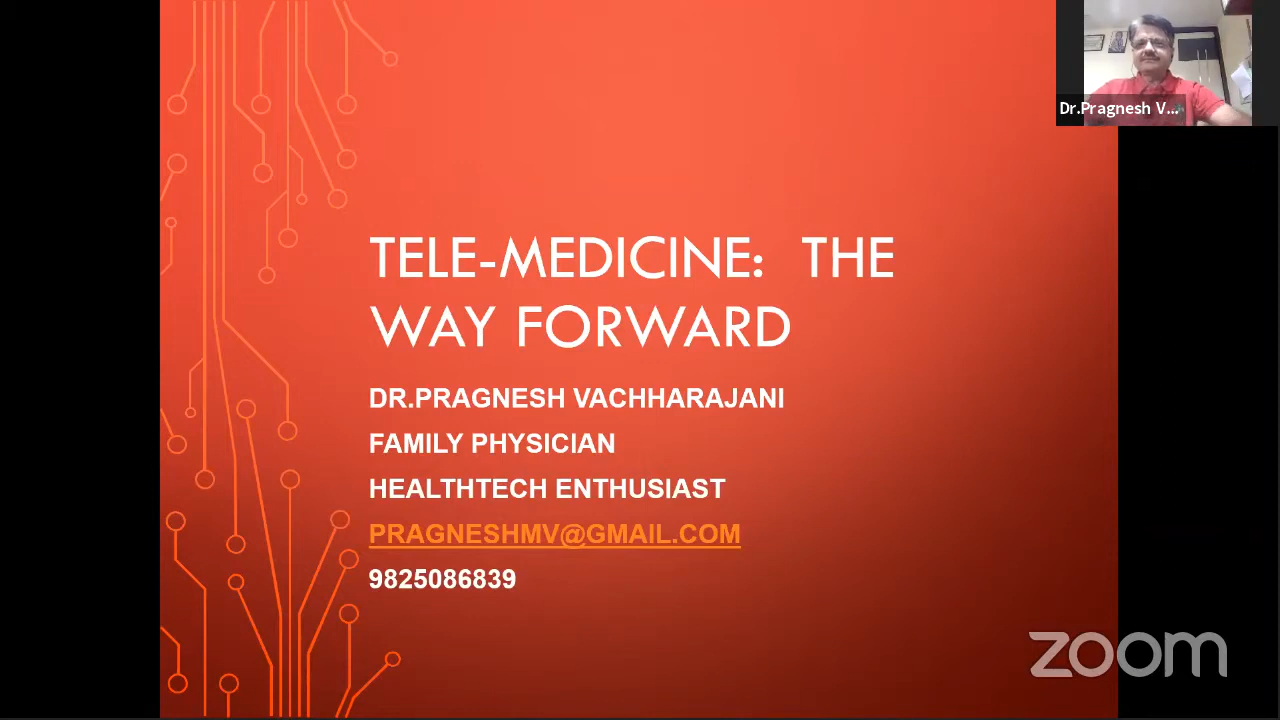 Dr.Pragnesh V...
TELE-MEDICINE: THE
WAY FORWARD
DR.PRAGNESH VACHHARAJANI
FAMILY PHYSICIAN
HEALTHTECH ENTHUSIAST
PRAGNESHMV@GMAIL.COM
9825086839
zoom